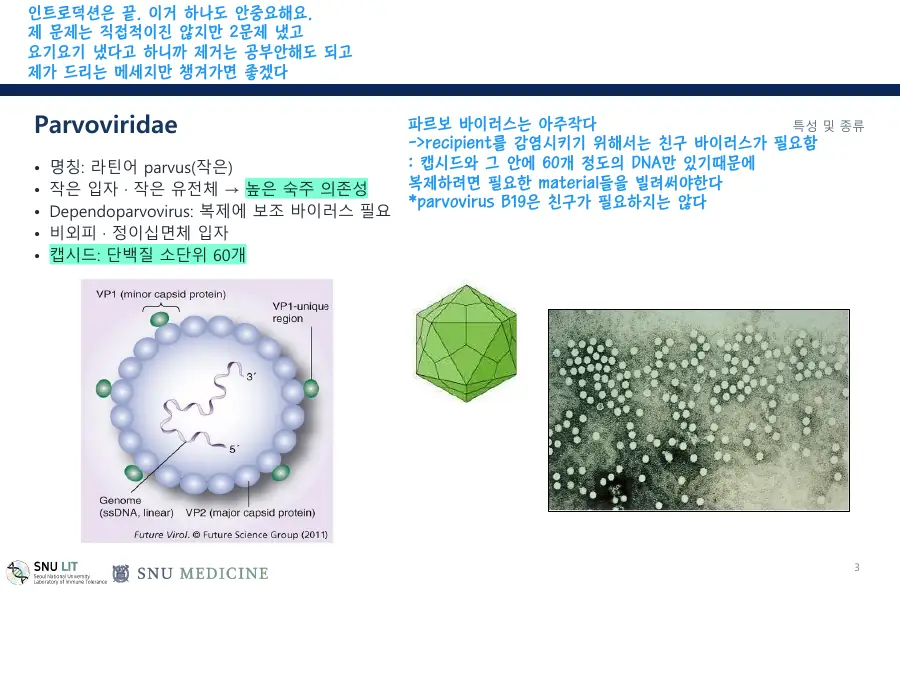 인트로덕션은 끝. 이거 하나도 안중요해요.
제 문제는 직접적이진 않지만 2문제 냈고
요기요기 냈다고 하니까 제거는 공부안해도 되고
제가 드리는 메세지만 챙겨가면 좋겠다
Parvoviridae
특성 및 종류
• 명칭: 라틴어 parvus(작은)
• 작은 입자 · 작은 유전체 → 높은 숙주 의존성
• Dependoparvovirus: 복제에 보조 바이러스 필요
• 비외피 · 정이십면체 입자
• 캡시드: 단백질 소단위 60개
파르보 바이러스는 아주작다
->recipient를 감염시키기 위해서는 친구 바이러스가 필요함
: 캡시드와 그 안에 60개 정도의 DNA만 있기때문에
복제하려면 필요한 material들을 빌려써야한다
*parvovirus B19은 친구가 필요하지는 않다
VP1 (minor capsid protein)
VP1-unique
region
3´
5´
Genome
(ssDNA, linear)
VP2 (major capsid protein)
Future Virol. © Future Science Group (2011)
SNU LIT
Seoul National University
Laboratory of Immune Tolerance
SNU MEDICINE
3